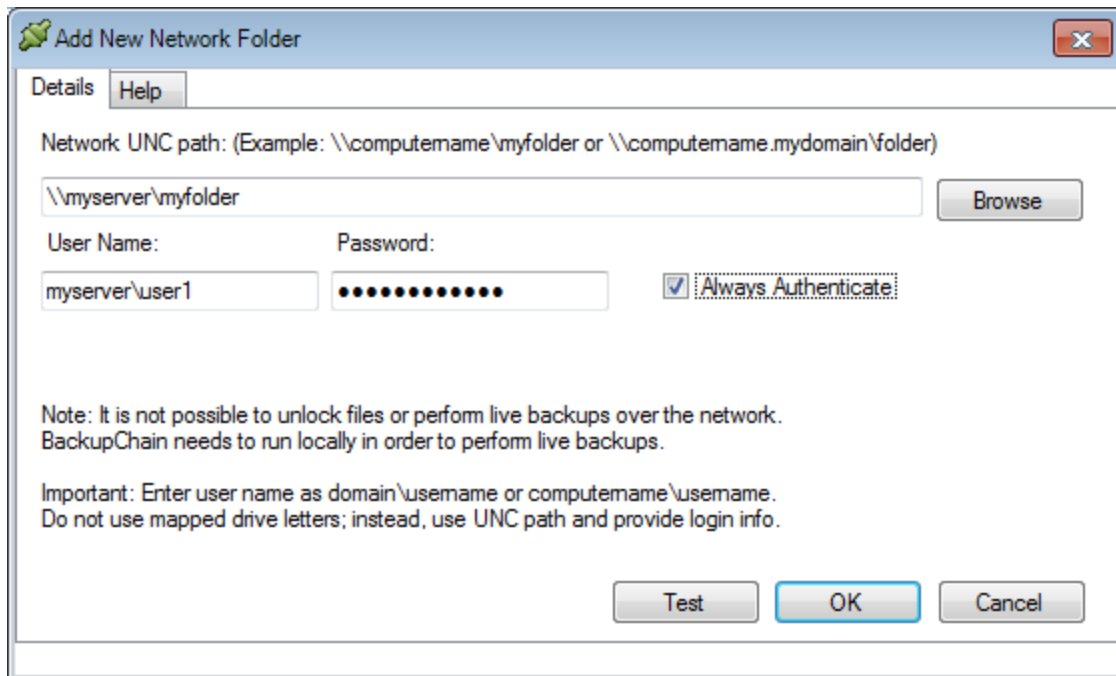 Add New Network Folder
Details
Help
Network UNC path: (Example: \\computername\myfolder or \\computername.mydomain\folder)
\\myserver\myfolder
Browse
User Name:
Password:
myserver\user1
●●●●●●●●●●●●
Always Authenticate
Note: It is not possible to unlock files or perform live backups over the network.
BackupChain needs to run locally in order to perform live backups.
Important: Enter user name as domain\username or computername\username.
Do not use mapped drive letters; instead, use UNC path and provide login info.
Test
OK
Cancel